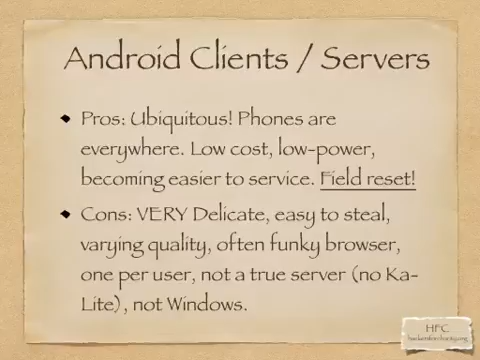 Android Clients / Servers
Pros: Ubiquitous! Phones are
everywhere. Low cost, low-power,
becoming easier to service. Field reset!
Cons: VERY Delicate, easy to steal,
varying quality, often funky browser,
one per user, not a true server (no Ka-
Lite), not Windows.
HFC
hackersforcharity.org